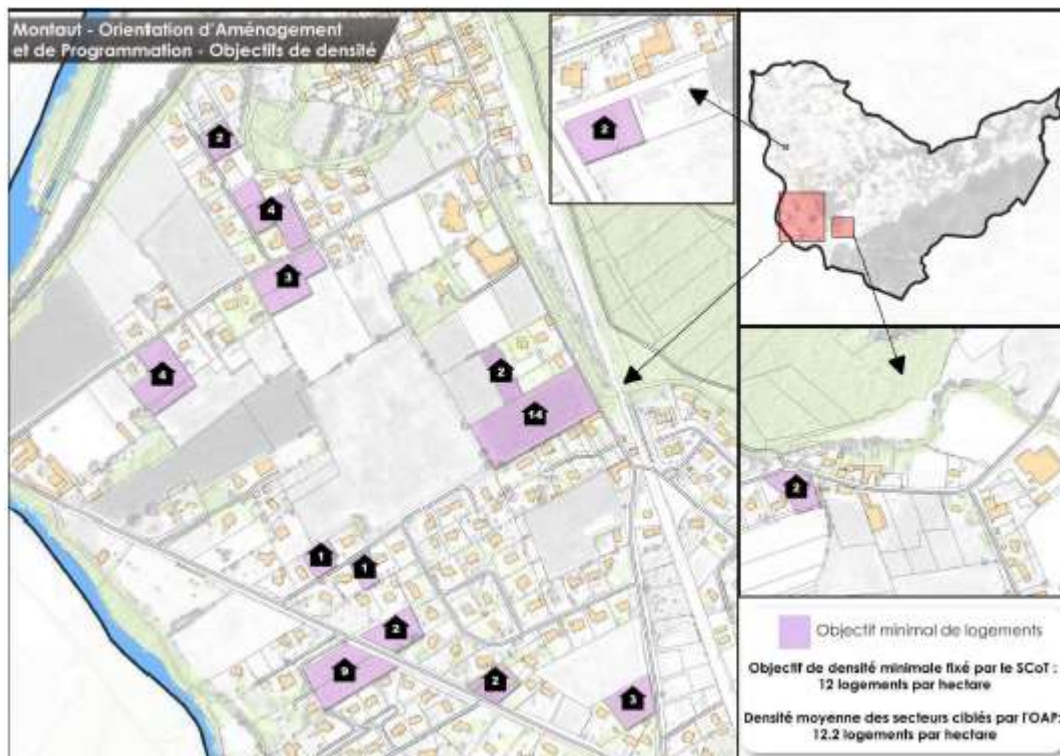 Montaut - Orientation d'Aménagement
et de Programmation - Objectifs de densité
2
2
4
3
4
2
14
2
1
1
2
9
2
3
Objectif minimal de logements
Objectif de densité minimale fixé par le SCoT :
12 logements par hectare
Densité moyenne des secteurs ciblés par l'OAP:
12.2 logements par hectare